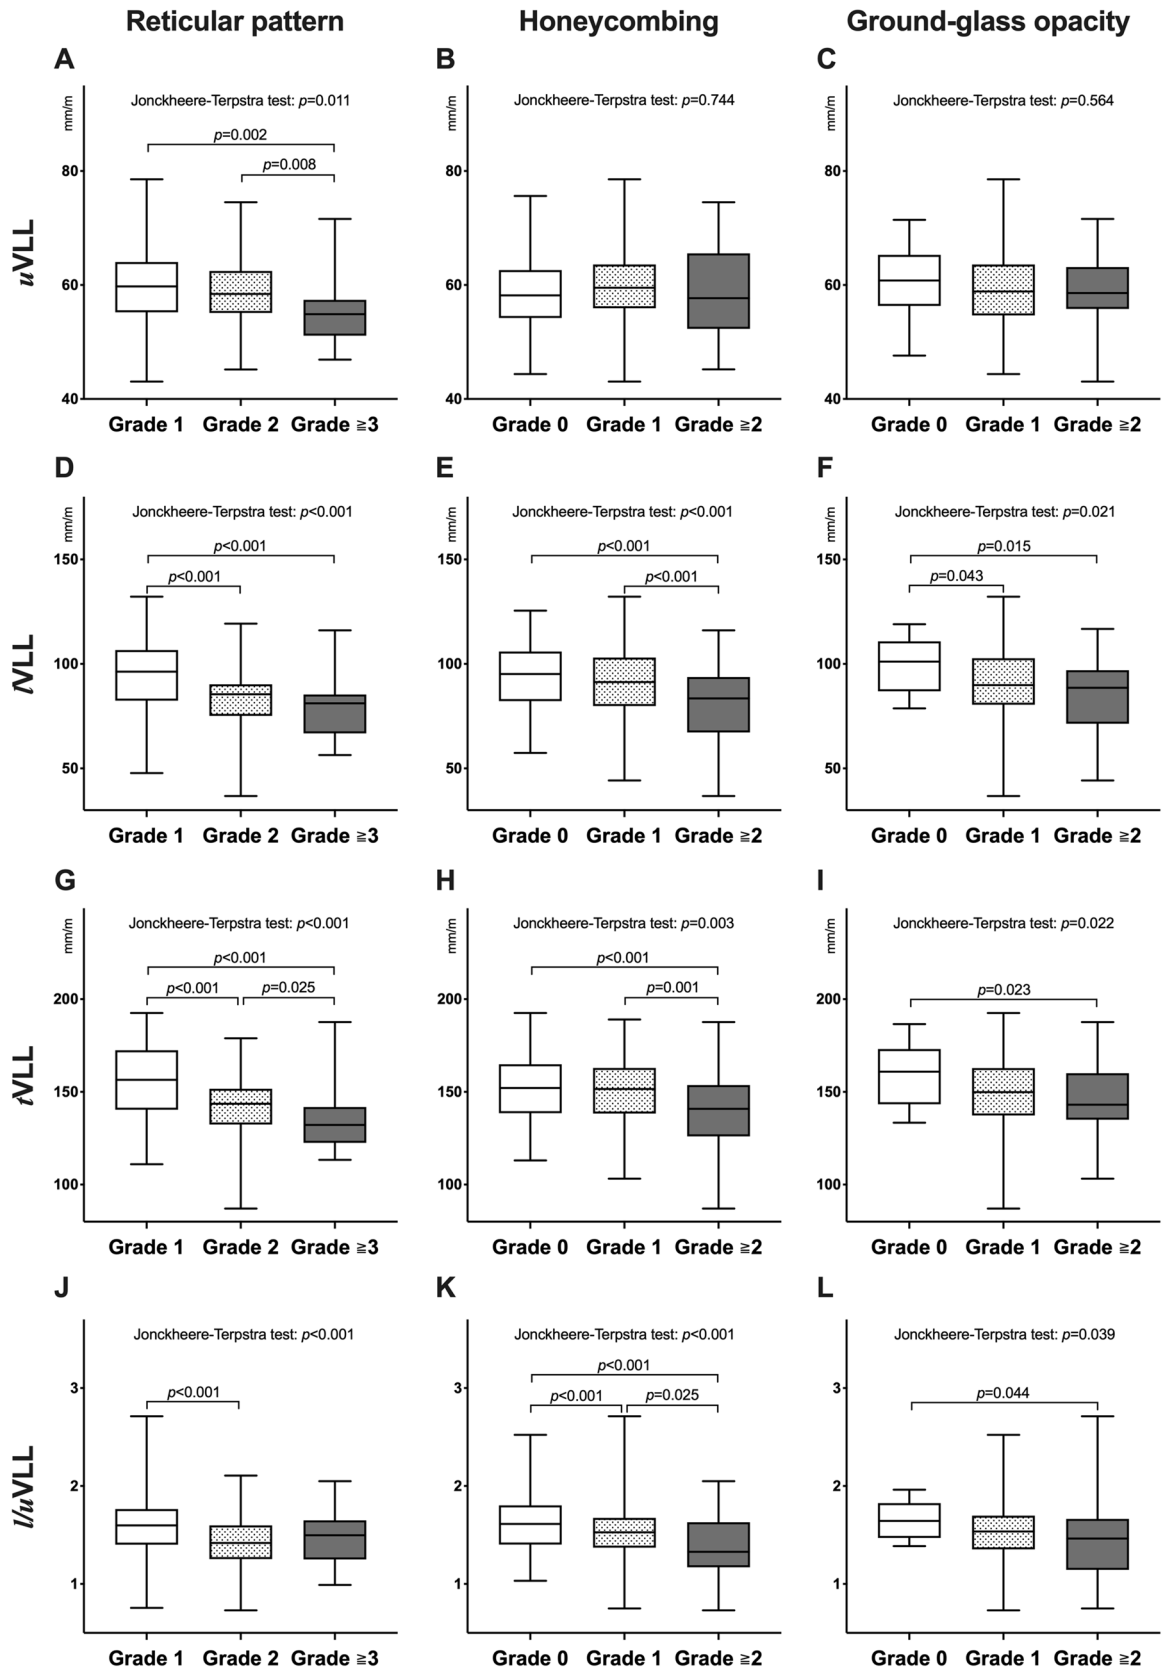 Reticular pattern Honeycombing Ground-glass opacity
A B C
uVLL
mm/m mm/m mm/m
Jonckheere-Terpstra test: p=0.011 Jonckheere-Terpstra test: p=0.744 Jonckheere-Terpstra test: p=0.564
p=0.002
p=0.008
80 80 80
60 60 60
40 40 40
Grade 1 Grade 2 Grade ≧3 Grade 0 Grade 1 Grade ≧2 Grade 0 Grade 1 Grade ≧2
D E F
lVLL
mm/m mm/m mm/m
Jonckheere-Terpstra test: p<0.001 Jonckheere-Terpstra test: p<0.001 Jonckheere-Terpstra test: p=0.021
p<0.001 p<0.001 p=0.015
p<0.001 p<0.001 p=0.043
150 150 150
100 100 100
50 50 50
Grade 1 Grade 2 Grade ≧3 Grade 0 Grade 1 Grade ≧2 Grade 0 Grade 1 Grade ≧2
G H I
tVLL
mm/m mm/m mm/m
Jonckheere-Terpstra test: p<0.001 Jonckheere-Terpstra test: p=0.003 Jonckheere-Terpstra test: p=0.022
p<0.001 p<0.001
p<0.001 p=0.025 p=0.001 p=0.023
200 200 200
150 150 150
100 100 100
Grade 1 Grade 2 Grade ≧3 Grade 0 Grade 1 Grade ≧2 Grade 0 Grade 1 Grade ≧2
J K L
l/uVLL
Jonckheere-Terpstra test: p<0.001 Jonckheere-Terpstra test: p<0.001 Jonckheere-Terpstra test: p=0.039
p<0.001
p<0.001 p<0.001 p=0.025 p=0.044
3 3 3
2 2 2
1 1 1
Grade 1 Grade 2 Grade ≧3 Grade 0 Grade 1 Grade ≧2 Grade 0 Grade 1 Grade ≧2